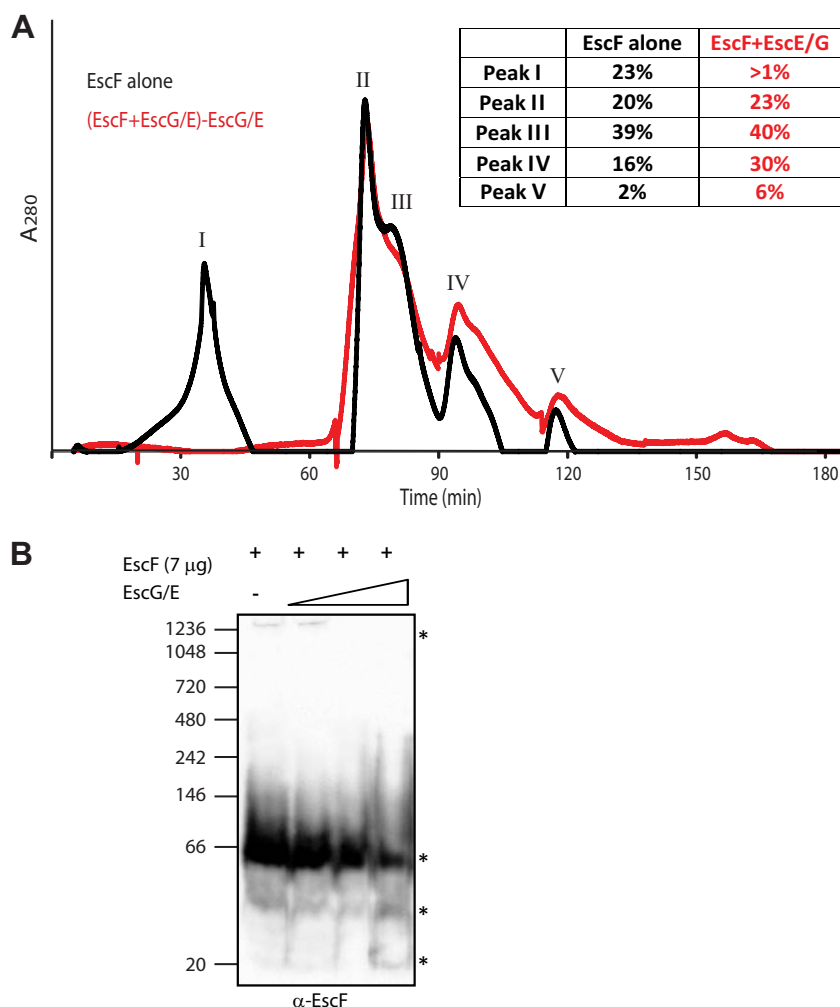 A
EscF alone
(EscF+EscG/E)-EscG/E
I
II
III
IV
V
A280
30 60 90 120 150 180
Time (min)
EscF alone EscF+EscE/G
Peak I 23% >1%
Peak II 20% 23%
Peak III 39% 40%
Peak IV 16% 30%
Peak V 2% 6%
B
EscF (7 µg) + + + +
EscG/E -
1236 *
1048
720
480
242
146
66 *
*
20 *
α-EscF